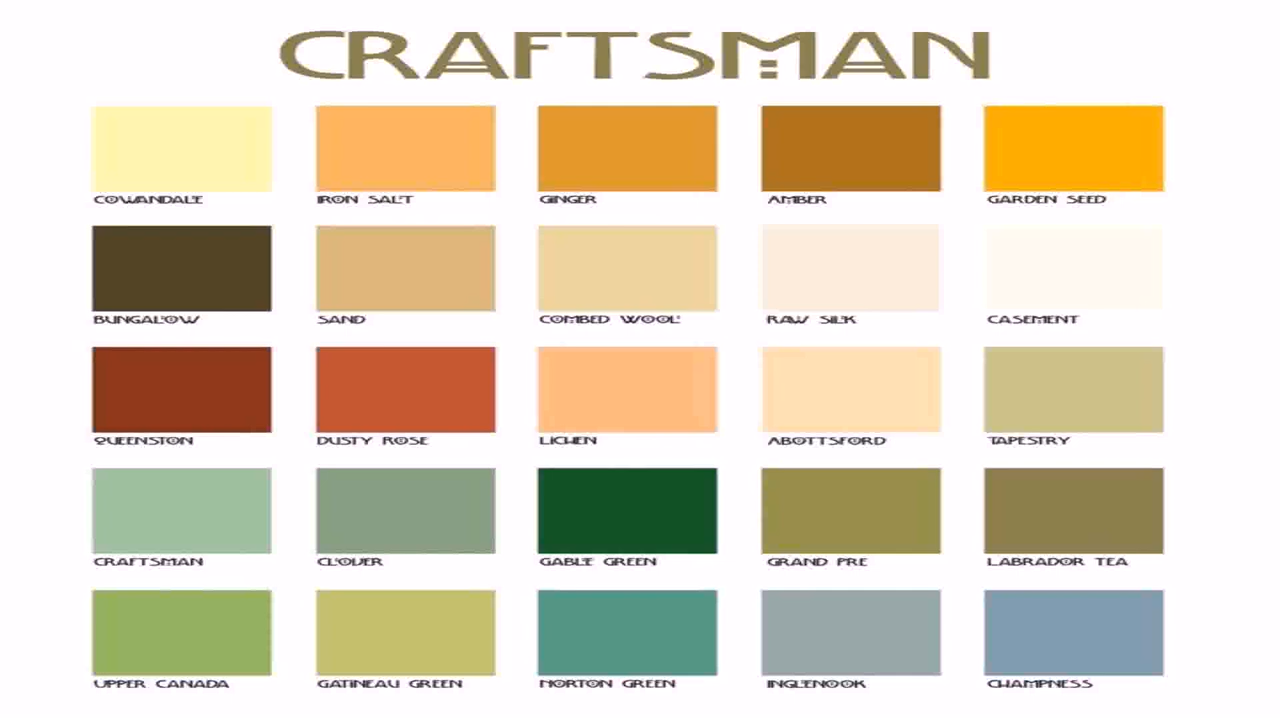 CRAFTSMAN
COWANDALE IRON SALT GINGER AMBER GARDEN SEED
BUNGALOW SAND COMBED WOOL RAW SILK CASEMENT
QUEENSTON DUSTY ROSE LICHEN ABOTTSFORD TAPESTRY
CRAFTSMAN CLOVER GABLE GREEN GRAND PRE LABRADOR TEA
UPPER CANADA GATINEAU GREEN NORTON GREEN INGLENOOK CHAMPNESS